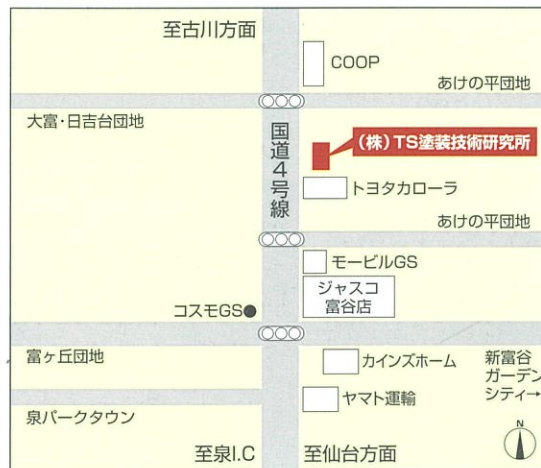 至古川方面
COOP
あけの平団地
大富・日吉台団地
国道4号線
(株)TS塗装技術研究所
トヨタカローラ
あけの平団地
モービルGS
ジャスコ
富谷店
コスモGS
富ヶ丘団地
カインズホーム
新富谷
ガーデン
シティ→
ヤマト運輸
泉パークタウン
至泉I.C
至仙台方面
N